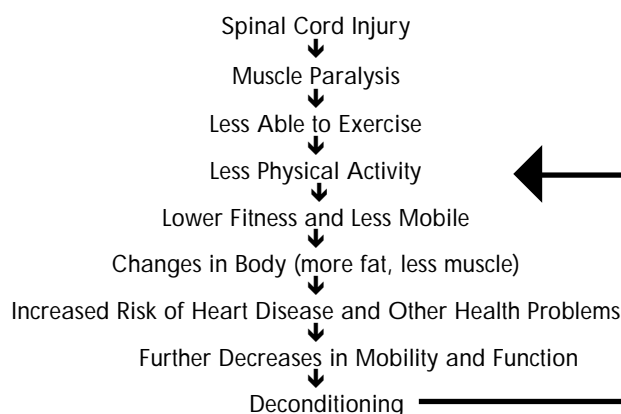 Spinal Cord Injury
Muscle Paralysis
Less Able to Exercise
Less Physical Activity
Lower Fitness and Less Mobile
Changes in Body (more fat, less muscle)
Increased Risk of Heart Disease and Other Health Problems
Further Decreases in Mobility and Function
Deconditioning